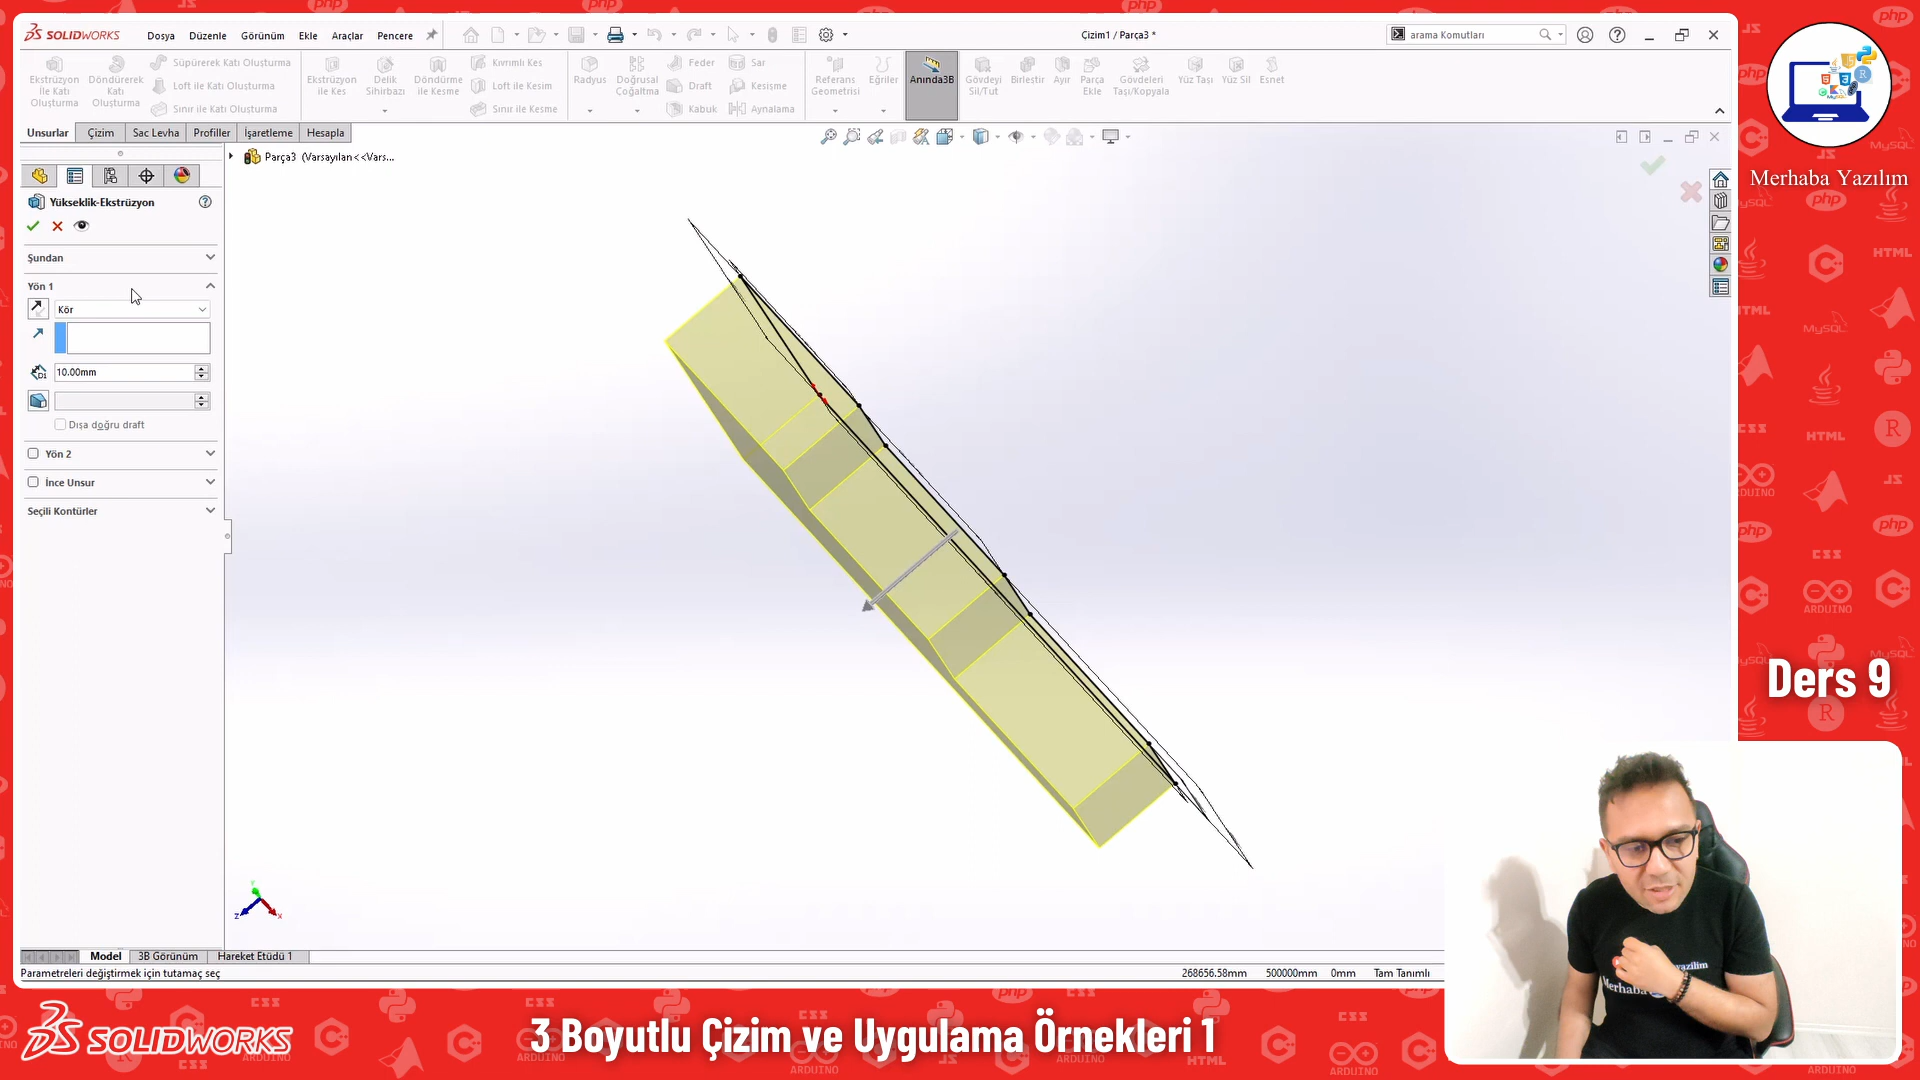 SOLIDWORKS
Dosya Düzenle Görünüm Ekle Araçlar Pencere
Çizim1 / Parça3 *
arama Komutları
Ekstrüzyon ile Katı Oluşturma
Döndürerek Katı Oluşturma
Süpürerek Katı Oluşturma
Loft ile Katı Oluşturma
Sınır ile Katı Oluşturma
Ekstrüzyon ile Kes
Delik Sihirbazı
Döndürme ile Kesme
Kıvrımlı Kes
Loft ile Kesim
Sınır ile Kesme
Radyus
Doğrusal Çoğaltma
Feder
Draft
Kabuk
Sar
Kesişme
Aynalama
Referans Geometrisi
Eğriler
Anında3B
Gövdeyi Sil/Tut
Birleştir
Ayır
Parça Ekle
Gövdeleri Taşı/Kopyala
Yüz Taşı
Yüz Sil
Esnet
Unsurlar Çizim Sac Levha Profiller İşaretleme Hesapla
Parça3 (Varsayılan<<Vars...
Yükseklik-Ekstrüzyon
Şundan
Yön 1
Kör
10.00mm
Dışa doğru draft
Yön 2
İnce Unsur
Seçili Kontürler
Y
Z
X
Model 3B Görünüm Hareket Etüdü 1
Parametreleri değiştirmek için tutamaç seç
268656.58mm 500000mm 0mm Tam Tanımlı
Merhaba Yazılım
Ders 9
SOLIDWORKS
3 Boyutlu Çizim ve Uygulama Örnekleri 1